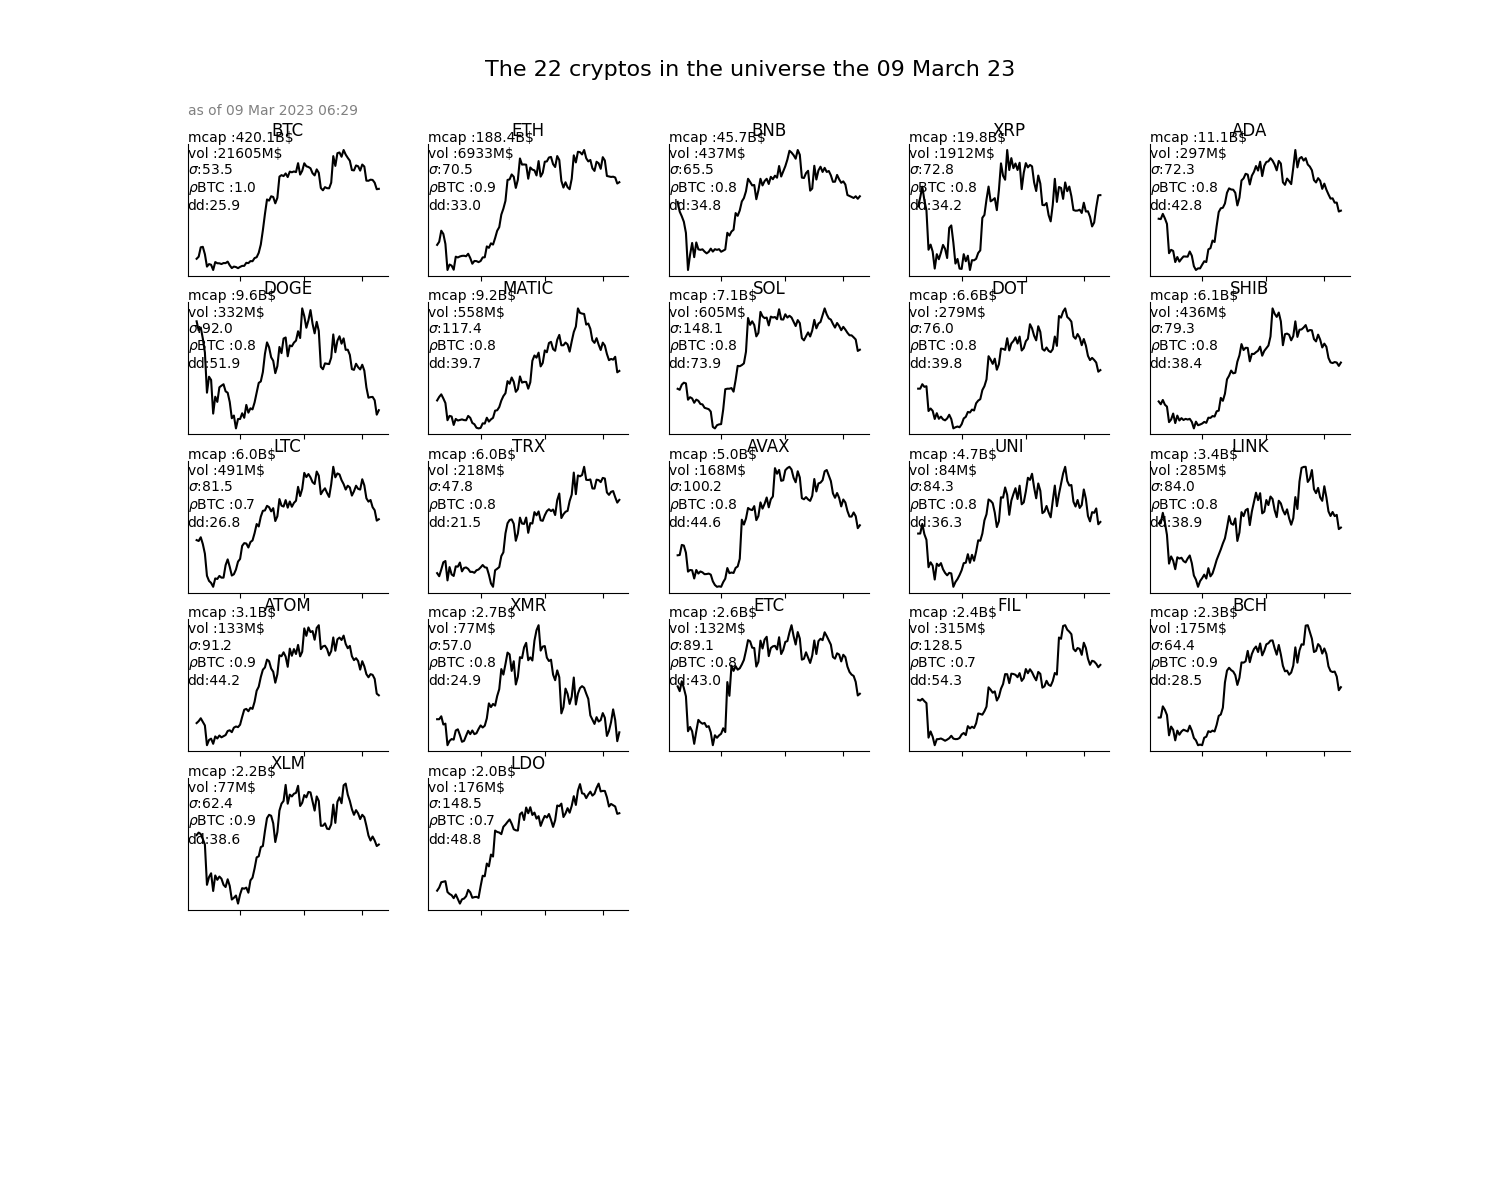 The 22 cryptos in the universe the 09 March 23
as of 09 Mar 2023 06:29
BTC
mcap :420.1B$
vol :21605M$
σ:53.5
ρBTC :1.0
dd:25.9
ETH
mcap :188.4B$
vol :6933M$
σ:70.5
ρBTC :0.9
dd:33.0
BNB
mcap :45.7B$
vol :437M$
σ:65.5
ρBTC :0.8
dd:34.8
XRP
mcap :19.8B$
vol :1912M$
σ:72.8
ρBTC :0.8
dd:34.2
ADA
mcap :11.1B$
vol :297M$
σ:72.3
ρBTC :0.8
dd:42.8
DOGE
mcap :9.6B$
vol :332M$
σ:92.0
ρBTC :0.8
dd:51.9
MATIC
mcap :9.2B$
vol :558M$
σ:117.4
ρBTC :0.8
dd:39.7
SOL
mcap :7.1B$
vol :605M$
σ:148.1
ρBTC :0.8
dd:73.9
DOT
mcap :6.6B$
vol :279M$
σ:76.0
ρBTC :0.8
dd:39.8
SHIB
mcap :6.1B$
vol :436M$
σ:79.3
ρBTC :0.8
dd:38.4
LTC
mcap :6.0B$
vol :491M$
σ:81.5
ρBTC :0.7
dd:26.8
TRX
mcap :6.0B$
vol :218M$
σ:47.8
ρBTC :0.8
dd:21.5
AVAX
mcap :5.0B$
vol :168M$
σ:100.2
ρBTC :0.8
dd:44.6
UNI
mcap :4.7B$
vol :84M$
σ:84.3
ρBTC :0.8
dd:36.3
LINK
mcap :3.4B$
vol :285M$
σ:84.0
ρBTC :0.8
dd:38.9
ATOM
mcap :3.1B$
vol :133M$
σ:91.2
ρBTC :0.9
dd:44.2
XMR
mcap :2.7B$
vol :77M$
σ:57.0
ρBTC :0.8
dd:24.9
ETC
mcap :2.6B$
vol :132M$
σ:89.1
ρBTC :0.8
dd:43.0
FIL
mcap :2.4B$
vol :315M$
σ:128.5
ρBTC :0.7
dd:54.3
BCH
mcap :2.3B$
vol :175M$
σ:64.4
ρBTC :0.9
dd:28.5
XLM
mcap :2.2B$
vol :77M$
σ:62.4
ρBTC :0.9
dd:38.6
LDO
mcap :2.0B$
vol :176M$
σ:148.5
ρBTC :0.7
dd:48.8